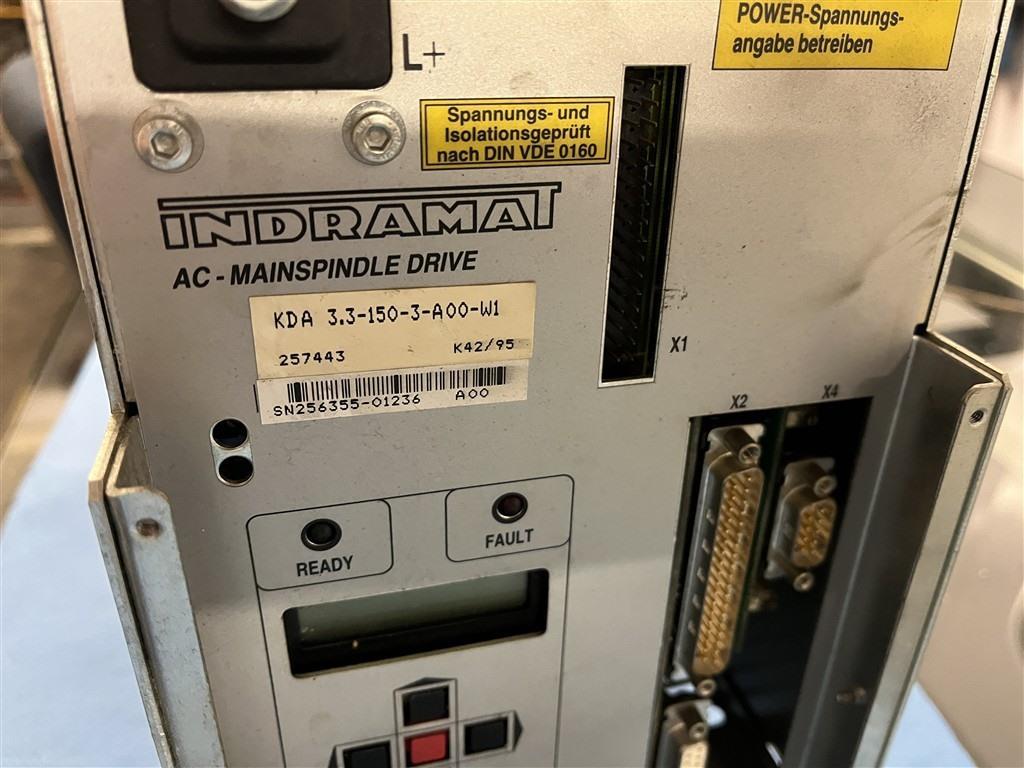 L+
POWER-Spannungs-
angabe betreiben
Spannungs- und
Isolationsgeprüft
nach DIN VDE 0160
INDRAMAT
AC - MAINSPINDLE DRIVE
KDA 3.3-150-3-A00-W1
257443 K42/95
SN256355-01236 A00
X1
X2 X4
READY FAULT